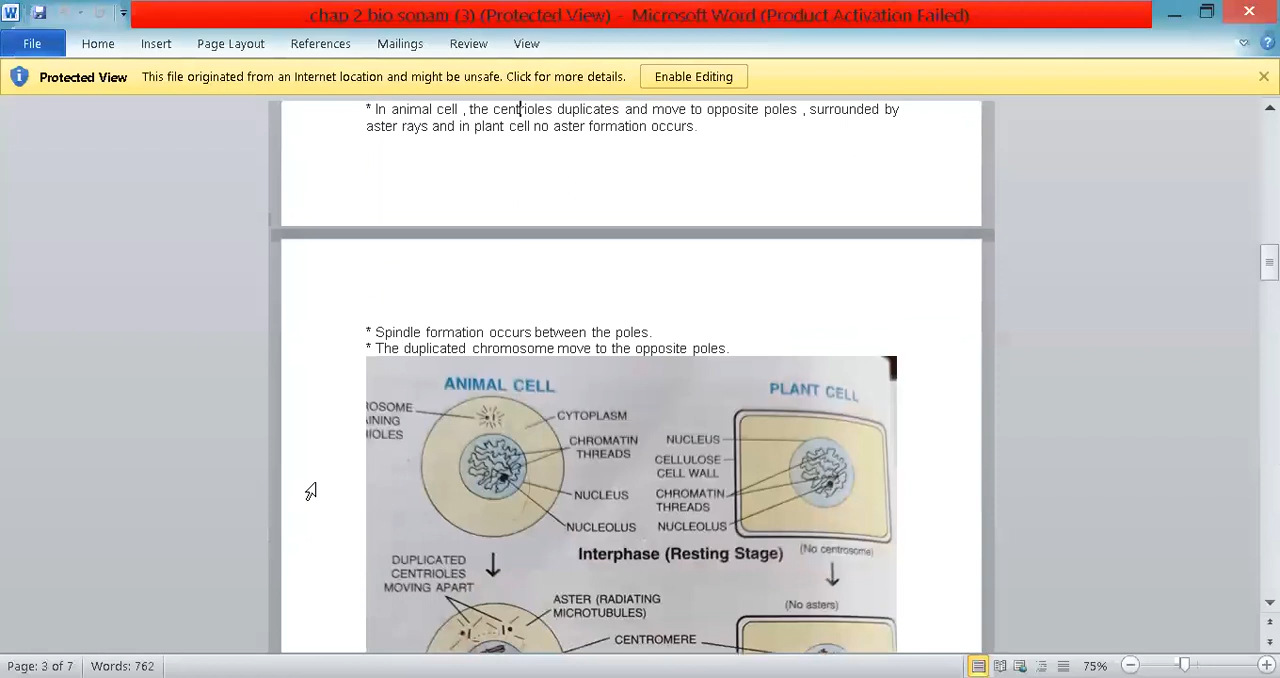 chap 2 bio sonam (3) (Protected View) - Microsoft Word (Product Activation Failed)
File Home Insert Page Layout References Mailings Review View
Protected View This file originated from an Internet location and might be unsafe. Click for more details. Enable Editing
* In animal cell , the centrioles duplicates and move to opposite poles , surrounded by
aster rays and in plant cell no aster formation occurs.
* Spindle formation occurs between the poles.
* The duplicated chromosome move to the opposite poles.
ANIMAL CELL
PLANT CELL
ROSOME
AINING
IOLES
CYTOPLASM
CHROMATIN
THREADS
NUCLEUS
NUCLEOLUS
NUCLEUS
CELLULOSE
CELL WALL
CHROMATIN
THREADS
NUCLEOLUS
Interphase (Resting Stage)
(No centrosome)
DUPLICATED
CENTRIOLES
MOVING APART
ASTER (RADIATING
MICROTUBULES)
(No asters)
CENTROMERE
Page: 3 of 7 Words: 762 75%